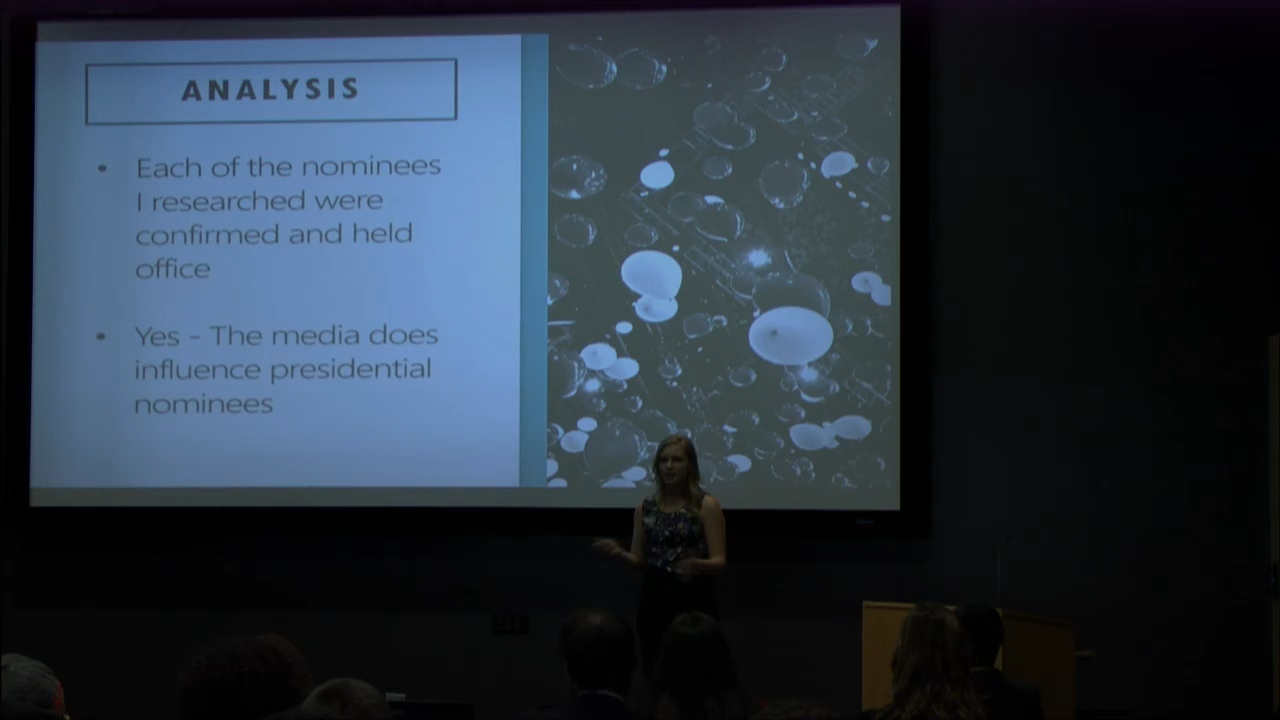 ANALYSIS
• Each of the nominees
I researched were
confirmed and held
office
• Yes - The media does
influence presidential
nominees